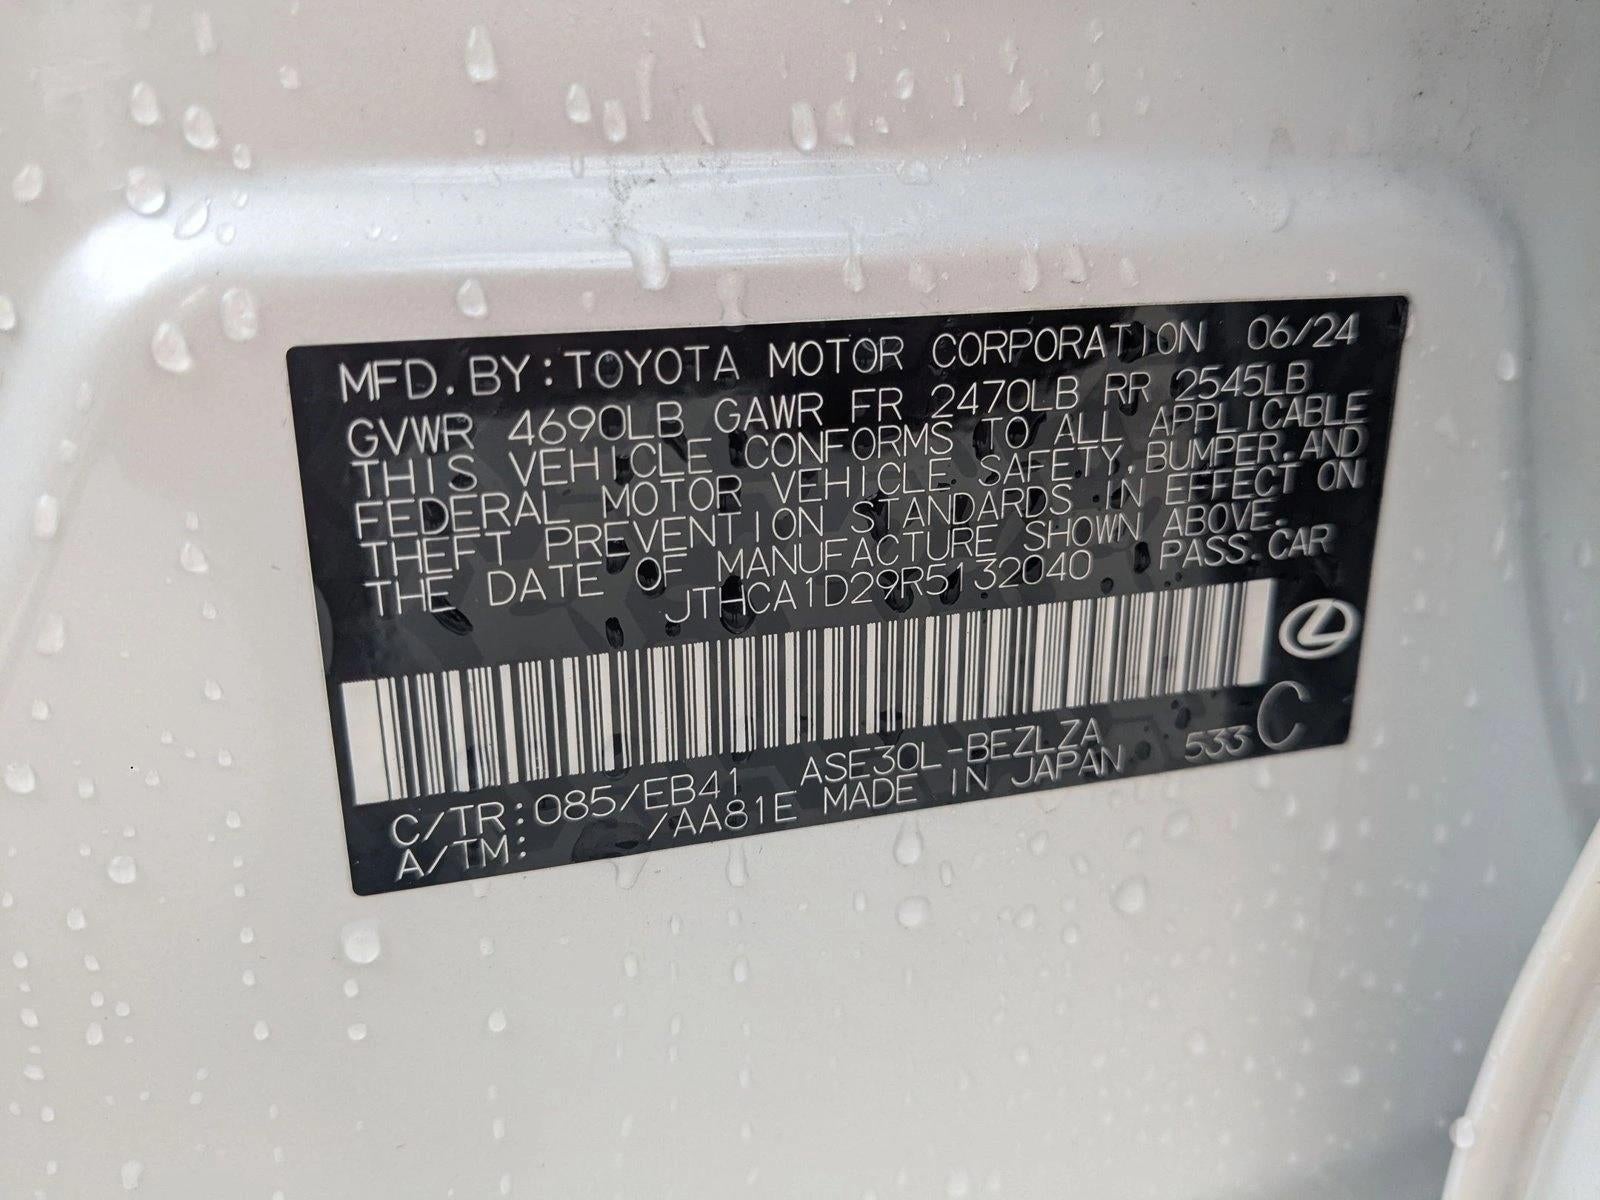 MFD.BY:TOYOTA MOTOR CORPORATION 06/24
GVWR 4690LB GAWR FR 2470LB RR 2545LB
THIS VEHICLE CONFORMS TO ALL APPLICABLE
FEDERAL MOTOR VEHICLE SAFETY,BUMPER,AND
THEFT PREVENTION STANDARDS IN EFFECT ON
THE DATE OF MANUFACTURE SHOWN ABOVE.
JTHCA1D29R5132040 PASS.CAR
C/TR:085/EB41 ASE30L-BEZLZA 533 C
A/TM: /AA81E MADE IN JAPAN